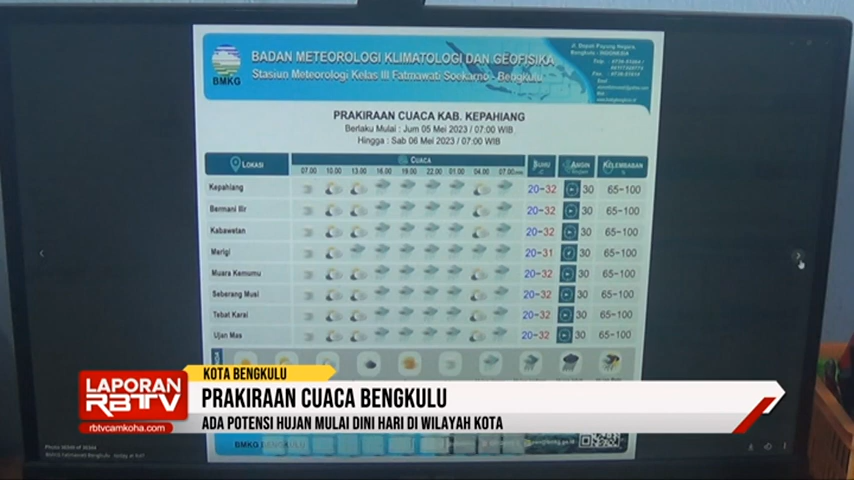 BMKG
BADAN METEOROLOGI KLIMATOLOGI DAN GEOFISIKA
Stasiun Meteorologi Kelas III Fatmawati Soekarno - Bengkulu
PRAKIRAAN CUACA KAB. KEPAHIANG
Berlaku Mulai : Jum 05 Mei 2023 / 07:00 WIB
Hingga : Sab 06 Mei 2023 / 07:00 WIB
LOKASI CUACA SUHU ANGIN KELEMBABAN
07.00 10.00 13.00 16.00 19.00 22.00 01.00 04.00 07.00
Kepahiang 20-32 30 65-100
Bermani Ilir 20-32 30 65-100
Kabawetan 20-32 30 65-100
Merigi 20-31 30 65-100
Muara Kemumu 20-32 30 65-100
Seberang Musi 20-32 30 65-100
Tebat Karai 20-32 30 65-100
Ujan Mas 20-32 30 65-100
KOTA BENGKULU
LAPORAN
RBTV
rbtvcamkoha.com
PRAKIRAAN CUACA BENGKULU
ADA POTENSI HUJAN MULAI DINI HARI DI WILAYAH KOTA
BMKG BENGKULU